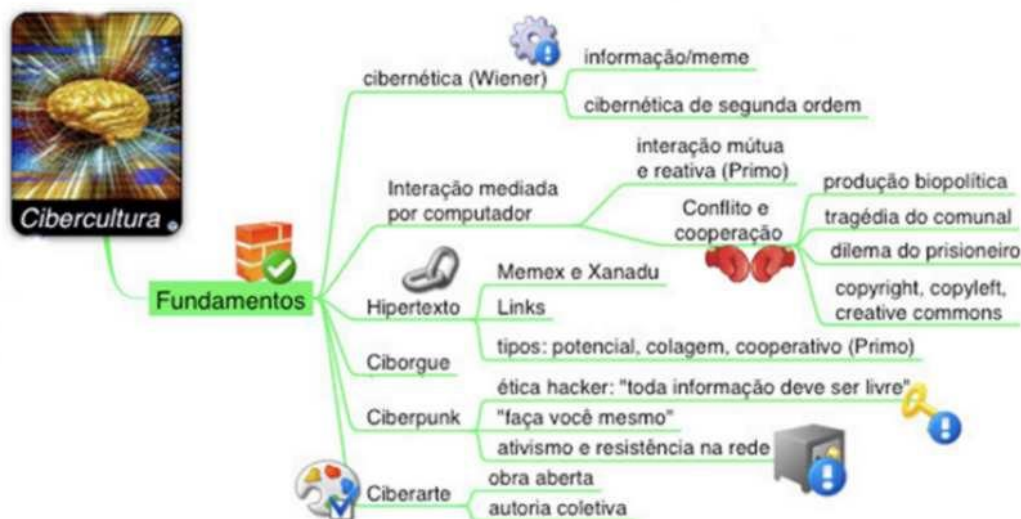 Cibercultura
Fundamentos
cibernética (Wiener)
informação/meme
cibernética de segunda ordem
Interação mediada
por computador
interação mútua
e reativa (Primo)
Conflito e
cooperação
produção biopolítica
tragédia do comunal
dilema do prisioneiro
copyright, copyleft,
creative commons
Hipertexto
Memex e Xanadu
Links
tipos: potencial, colagem, cooperativo (Primo)
Ciborgue
Ciberpunk
ética hacker: "toda informação deve ser livre"
"faça você mesmo"
ativismo e resistência na rede
Ciberarte
obra aberta
autoria coletiva